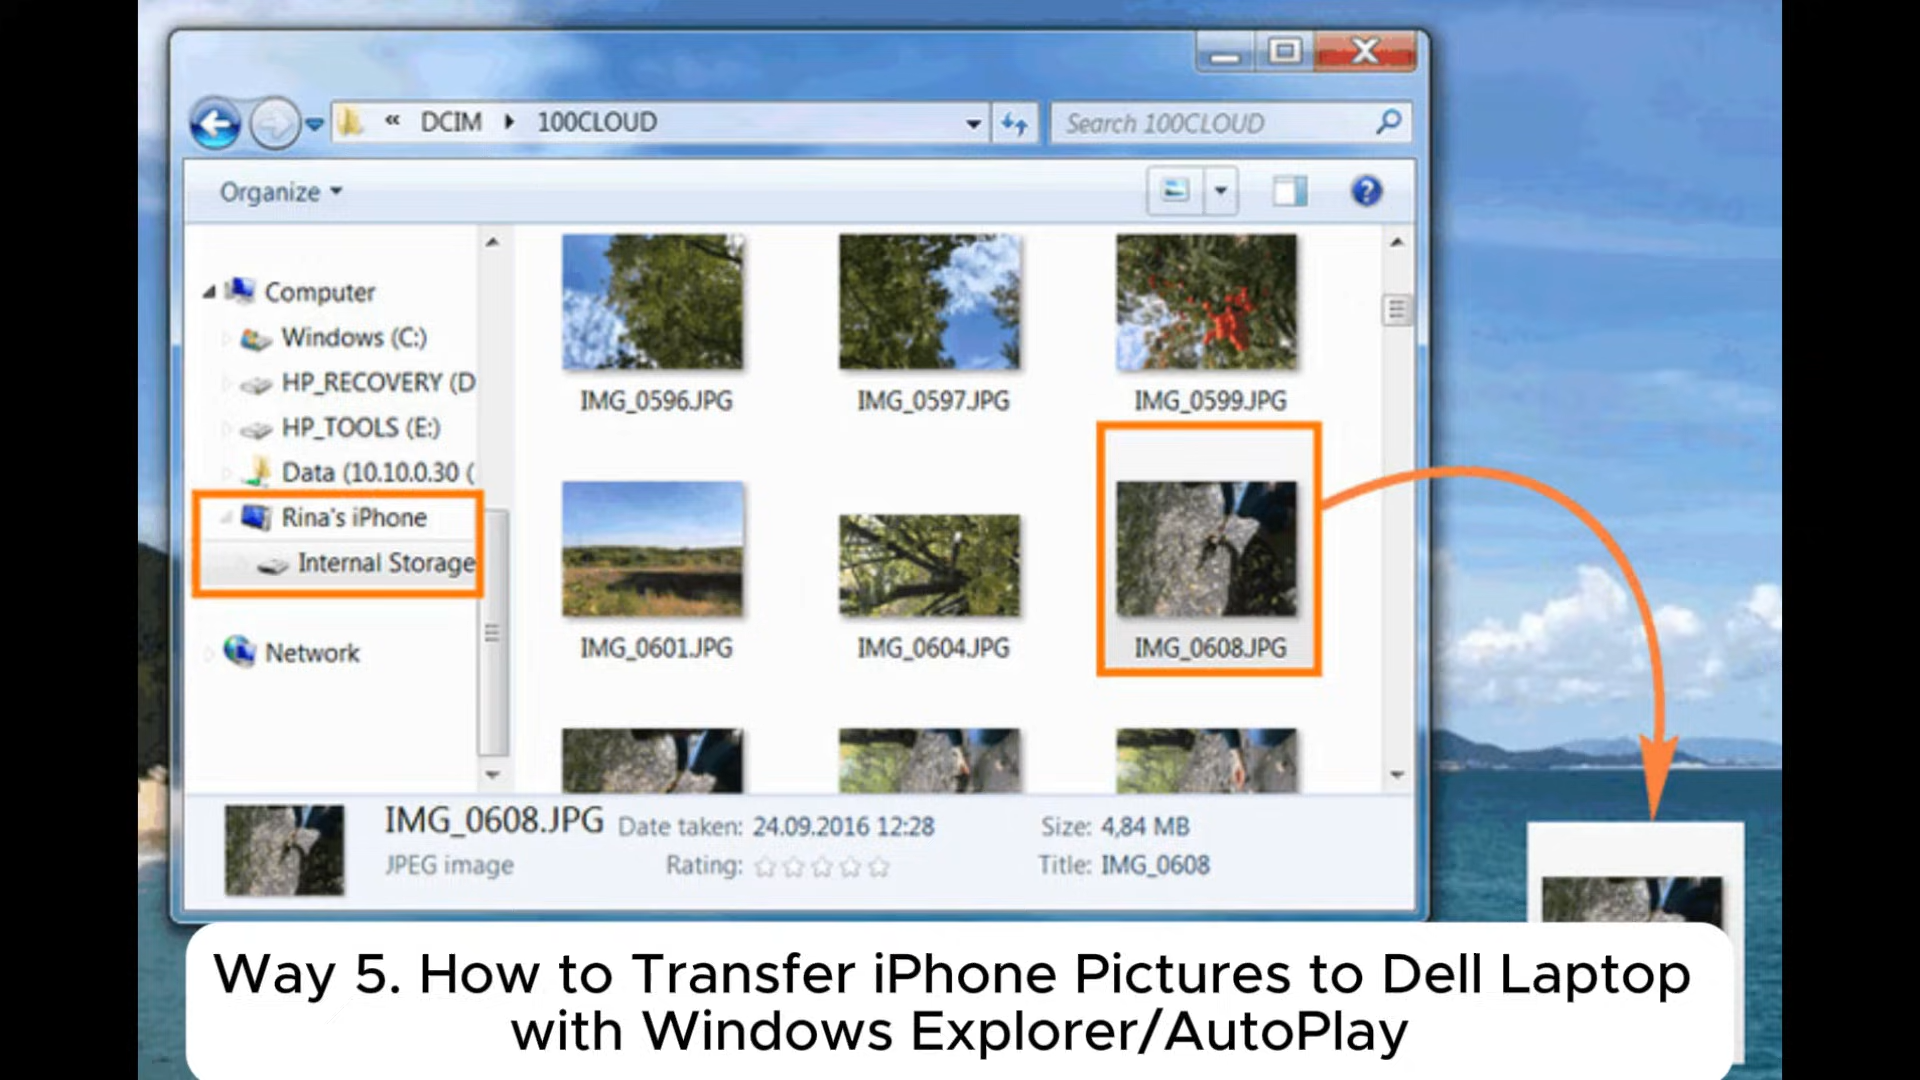 « DCIM 100CLOUD
Search 100CLOUD
Organize
Computer
Windows (C:)
HP_RECOVERY (D
HP_TOOLS (E:)
Data (10.10.0.30 (
Rina's iPhone
Internal Storage
Network
IMG_0596.JPG
IMG_0597.JPG
IMG_0599.JPG
IMG_0601.JPG
IMG_0604.JPG
IMG_0608.JPG
IMG_0608.JPG Date taken: 24.09.2016 12:28 Size: 4,84 MB
JPEG image Rating: Title: IMG_0608
Way 5. How to Transfer iPhone Pictures to Dell Laptop
with Windows Explorer/AutoPlay